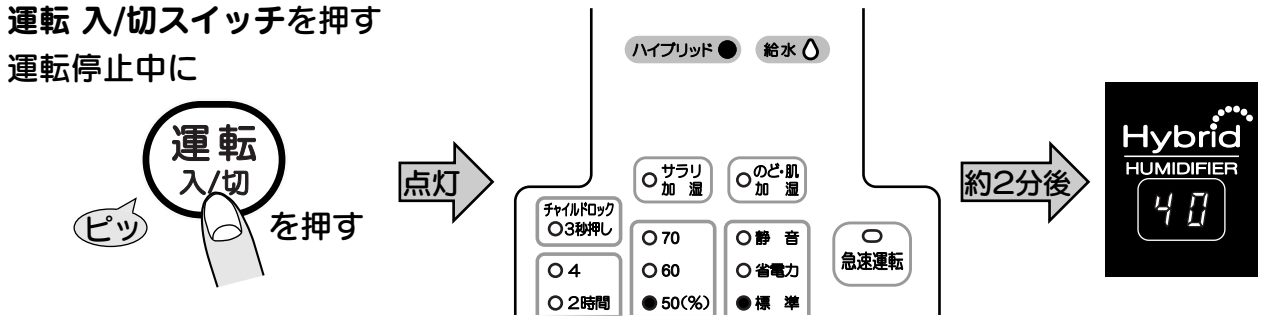 運転 入/切スイッチを押す
運転停止中に
運転
入/切
ピッ
を押す
点灯
ハイブリッド
給水
サラリ
加 湿
のど・肌
加 湿
チャイルドロック
3秒押し
4
2時間
70
60
50(%)
静 音
省電力
標 準
急速運転
約2分後
Hybrid
HUMIDIFIER
40